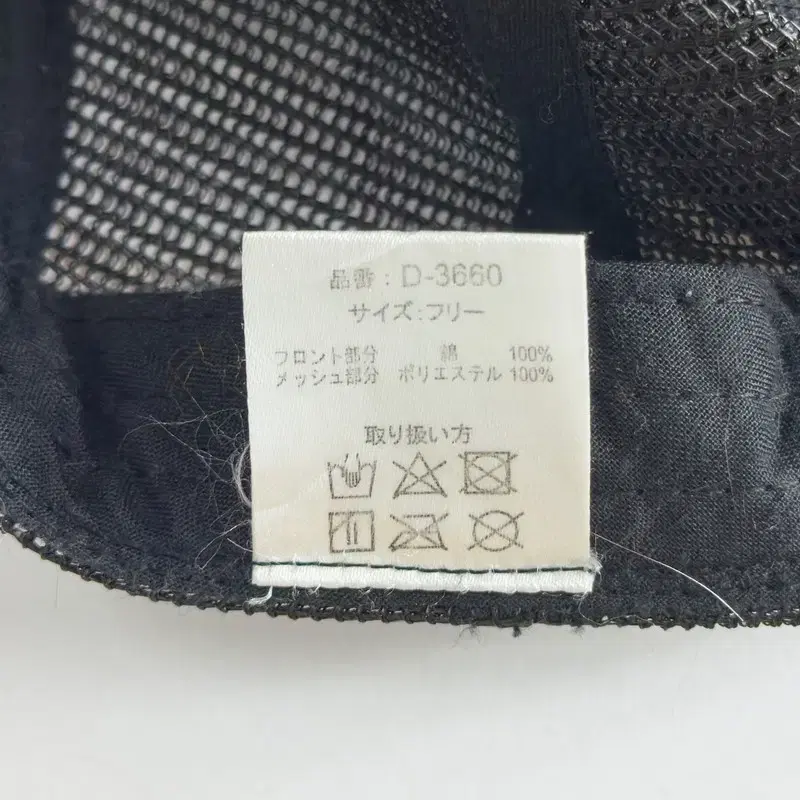 品番：D-3660
サイズ：フリー
フロント部分 綿 100%
メッシュ部分 ポリエステル 100%
取り扱い方